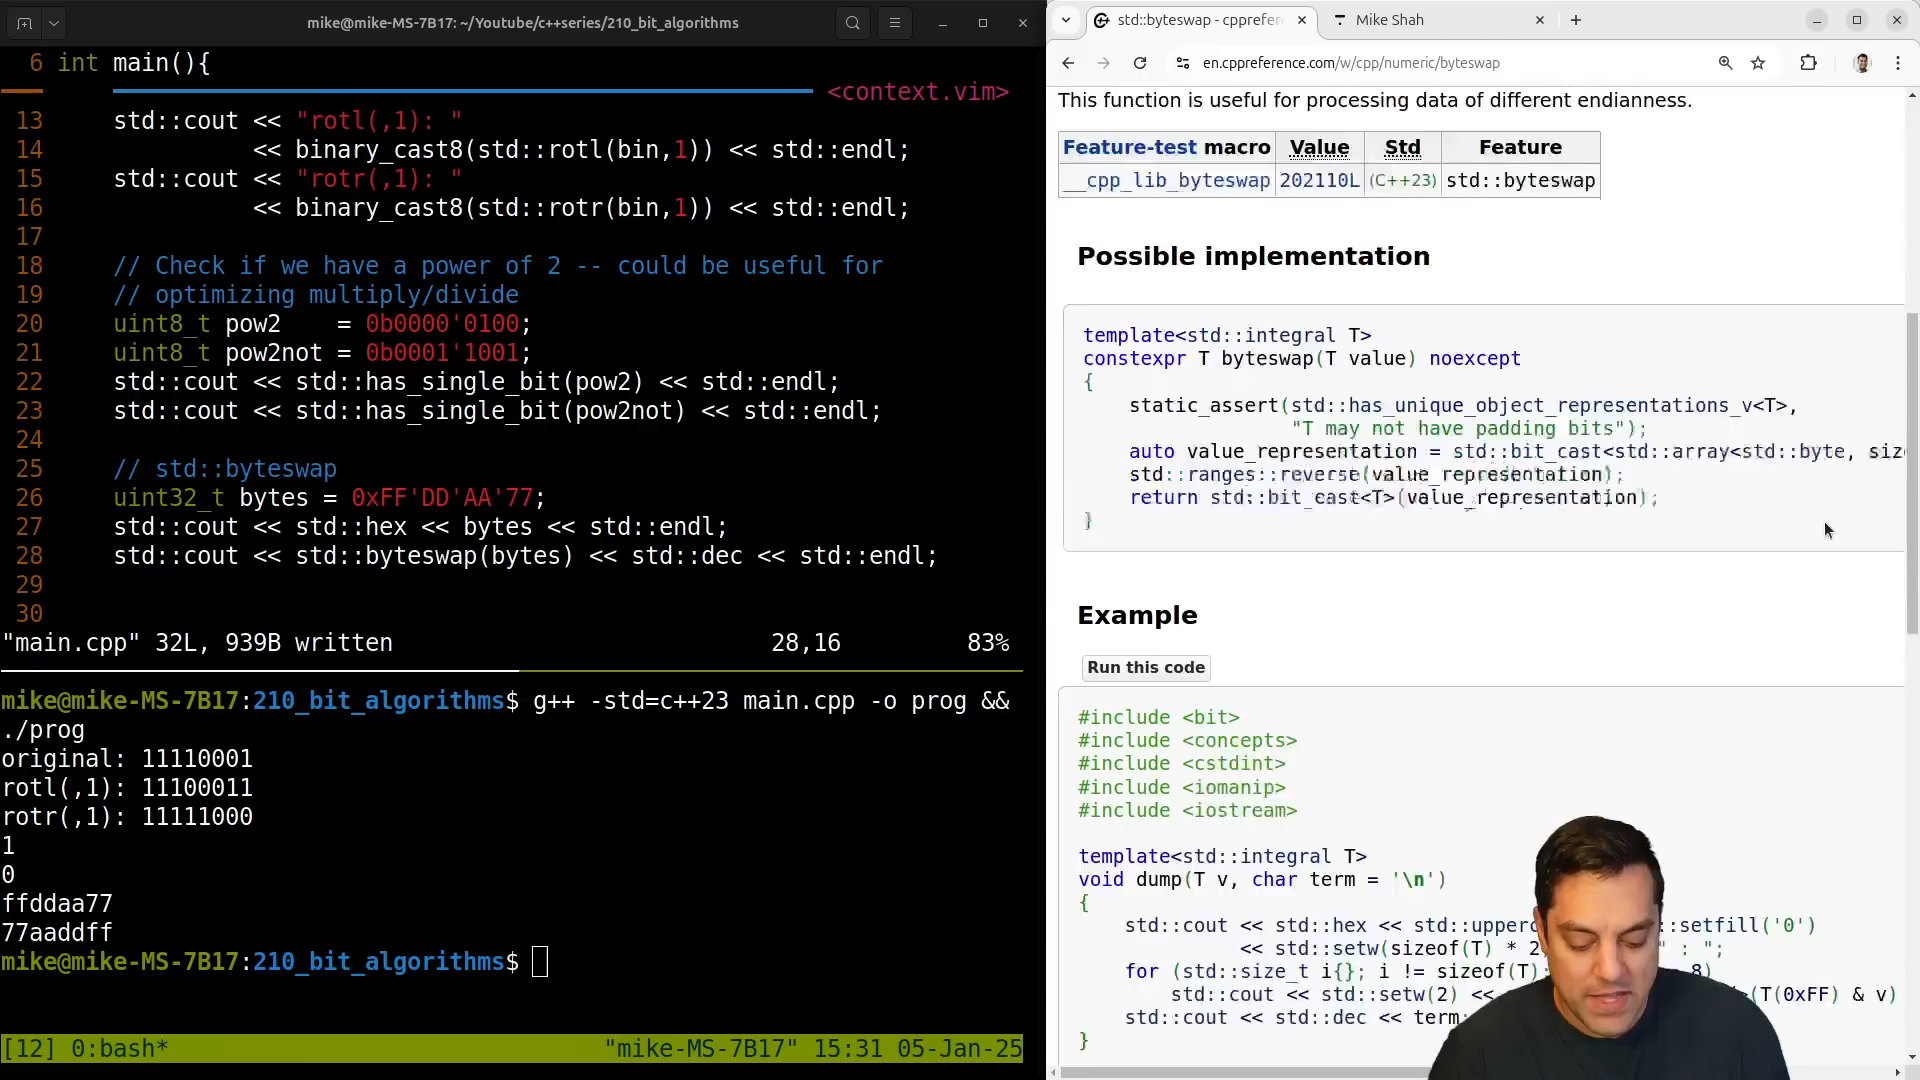 mike@mike-MS-7B17: ~/Youtube/c++series/210_bit_algorithms
6 int main(){
<context.vim>
13 std::cout << "rotl(,1): "
14 << binary_cast8(std::rotl(bin,1)) << std::endl;
15 std::cout << "rotr(,1): "
16 << binary_cast8(std::rotr(bin,1)) << std::endl;
17
18 // Check if we have a power of 2 -- could be useful for
19 // optimizing multiply/divide
20 uint8_t pow2    = 0b0000'0100;
21 uint8_t pow2not = 0b0001'1001;
22 std::cout << std::has_single_bit(pow2) << std::endl;
23 std::cout << std::has_single_bit(pow2not) << std::endl;
24
25 // std::byteswap
26 uint32_t bytes = 0xFF'DD'AA'77;
27 std::cout << std::hex << bytes << std::endl;
28 std::cout << std::byteswap(bytes) << std::dec << std::endl;
29
30
"main.cpp" 32L, 939B written 28,16 83%
mike@mike-MS-7B17:210_bit_algorithms$ g++ -std=c++23 main.cpp -o prog &&
./prog
original: 11110001
rotl(,1): 11100011
rotr(,1): 11111000
1
0
ffddaa77
77aaddff
mike@mike-MS-7B17:210_bit_algorithms$
[12] 0:bash* "mike-MS-7B17" 15:31 05-Jan-25
std::byteswap - cpprefere
Mike Shah
en.cppreference.com/w/cpp/numeric/byteswap
This function is useful for processing data of different endianness.
Feature-test macro Value Std Feature
__cpp_lib_byteswap 202110L (C++23) std::byteswap
Possible implementation
template<std::integral T>
constexpr T byteswap(T value) noexcept
{
static_assert(std::has_unique_object_representations_v<T>,
"T may not have padding bits");
auto value_representation = std::bit_cast<std::array<std::byte, siz
std::ranges::reverse(value_representation);
return std::bit_cast<T>(value_representation);
}
Example
Run this code
#include <bit>
#include <concepts>
#include <cstdint>
#include <iomanip>
#include <iostream>
template<std::integral T>
void dump(T v, char term = '\n')
{
std::cout << std::hex << std::upperc :setfill('0')
<< std::setw(sizeof(T) * 2 " : ";
for (std::size_t i{}; i != sizeof(T); 8)
std::cout << std::setw(2) << (T(0xFF) & v)
std::cout << std::dec << term
}